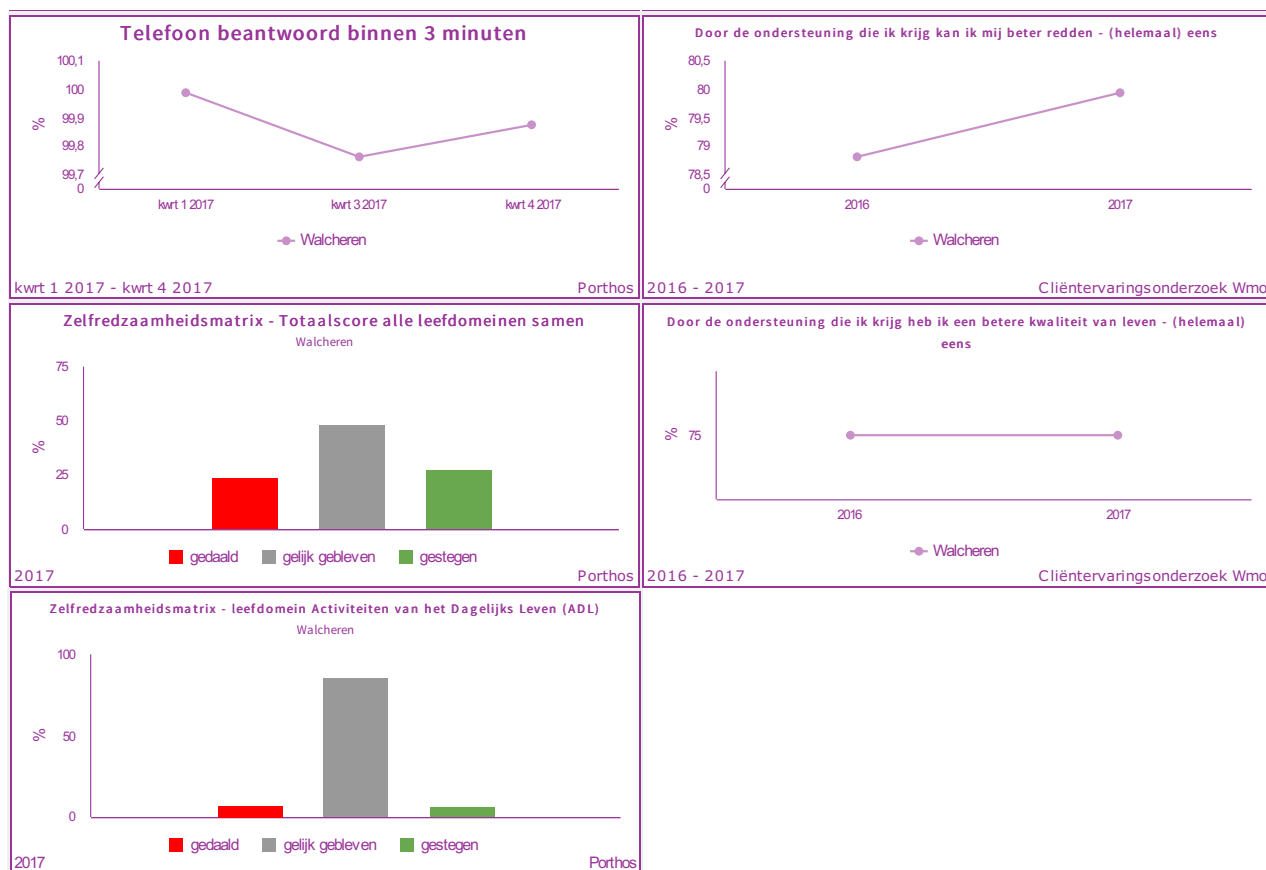 Telefoon beantwoord binnen 3 minuten
100,1
100
99,9
99,8
99,7
0
%
kwrt 1 2017
kwrt 3 2017
kwrt 4 2017
Walcheren
kwrt 1 2017 - kwrt 4 2017
Porthos
Door de ondersteuning die ik krijg kan ik mij beter redden - (helemaal) eens
80,5
80
79,5
79
78,5
0
%
2016
2017
Walcheren
2016 - 2017
Cliëntervaringsonderzoek Wmo
Zelfredzaamheidsmatrix - Totaalscore alle leefdomeinen samen
Walcheren
75
50
25
0
%
gedaald
gelijk gebleven
gestegen
2017
Porthos
Door de ondersteuning die ik krijg heb ik een betere kwaliteit van leven - (helemaal)
eens
% 75
2016
2017
Walcheren
2016 - 2017
Cliëntervaringsonderzoek Wmo
Zelfredzaamheidsmatrix - leefdomein Activiteiten van het Dagelijks Leven (ADL)
Walcheren
100
50
0
%
gedaald
gelijk gebleven
gestegen
2017
Porthos